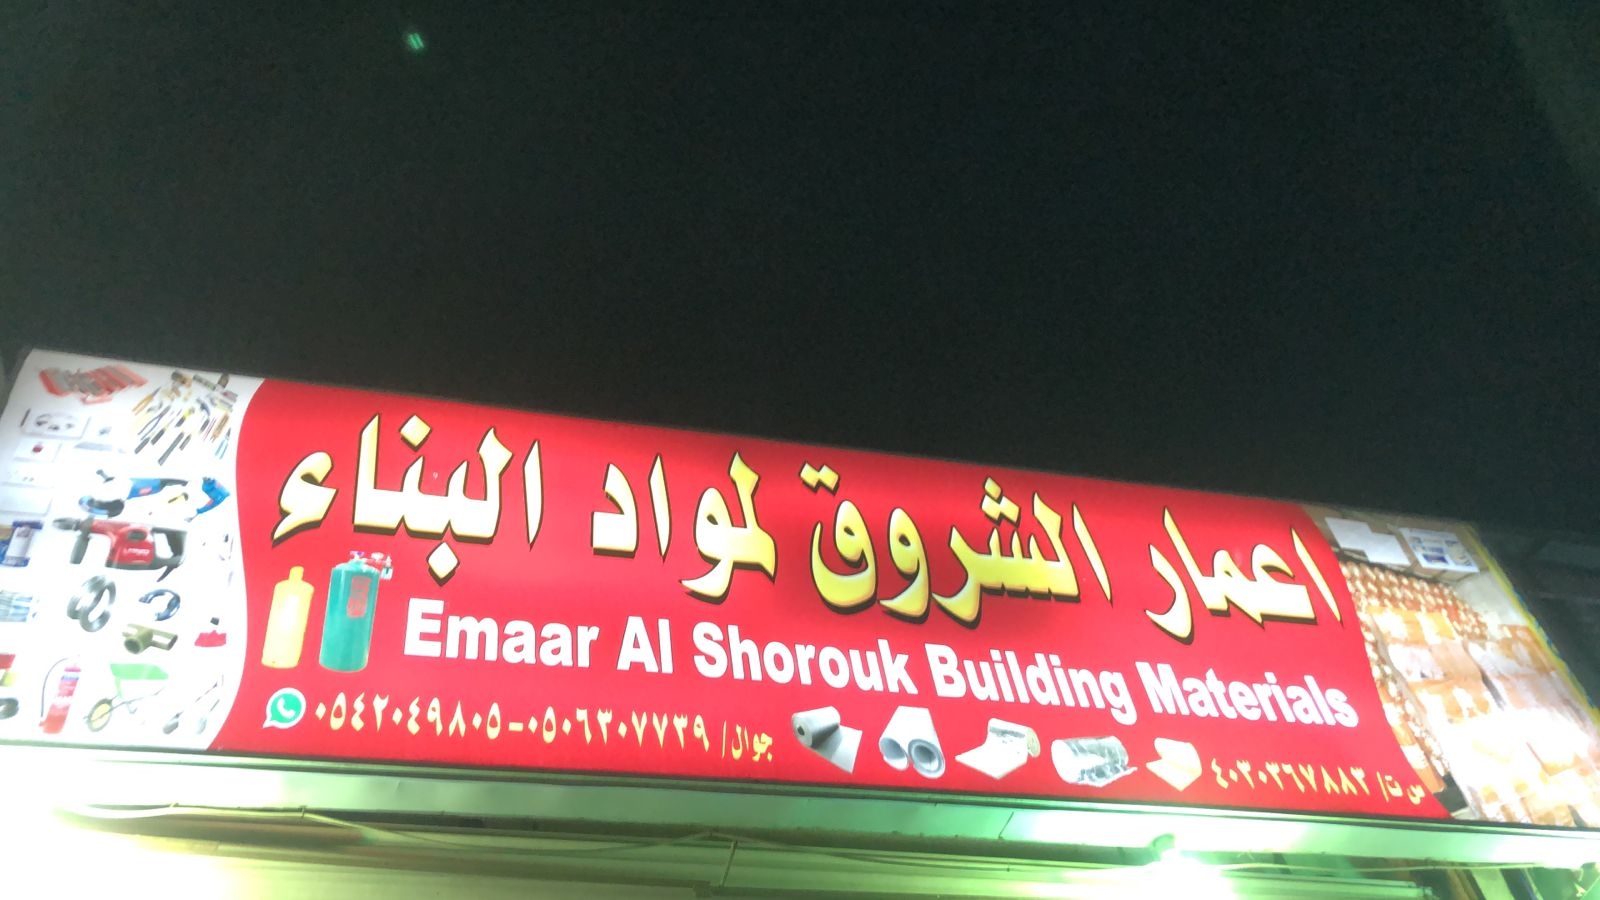 اعمار الشروق لمواد البناء
Emaar Al Shorouk Building Materials
س ت/ ٤٠٣٠٣٦٧٨٨٣
جوال/ ٠٥٤٢٠٤٩٨٠٥-٠٥٠٦٣٠٧٧٣٩